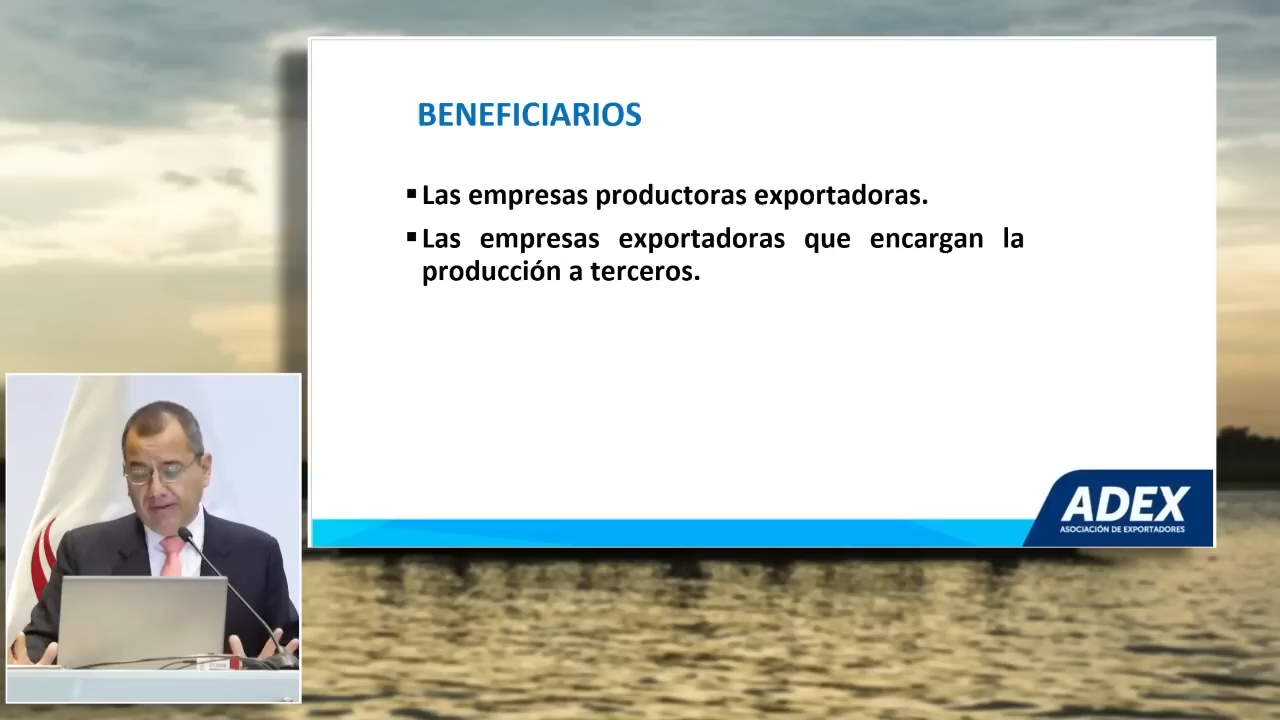 BENEFICIARIOS
▪ Las empresas productoras exportadoras.
▪ Las empresas exportadoras que encargan la
producción a terceros.
ADEX
ASOCIACIÓN DE EXPORTADORES